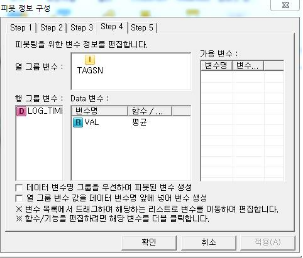 피봇 정보 구성
Step 1 Step 2 Step 3 Step 4 Step 5
피봇팅을 위한 변수 정보를 편집합니다.
가용 변수 :
열 그룹 변수 :
변수명 변수...
I
TAGSN
행 그룹 변수 :
Data 변수 :
D LOG_TIMI
변수명 함수 / ...
R VAL 평균
데이터 변수명 그룹을 우선하여 피봇된 변수 생성
열 그룹 변수 값을 데이터 변수명 앞에 넣어 변수 생성
※ 변수 목록에서 드래그하여 해당하는 리스트로 변수를 이동하며 편집합니다.
※ 함수/기능을 편집하려면 해당 변수를 더블 클릭합니다.
확인 취소 적용(A)